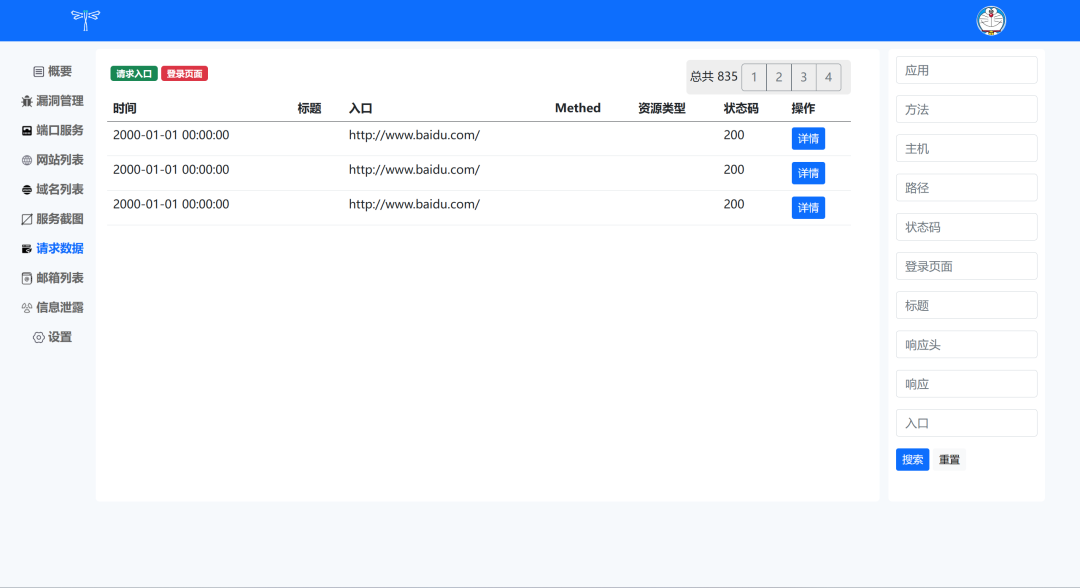 概要
漏洞管理
端口服务
网站列表
域名列表
服务截图
请求数据
邮箱列表
信息泄露
设置
请求入口 登录页面 总共 835 1 2 3 4
时间 标题 入口 Methed 资源类型 状态码 操作
2000-01-01 00:00:00 http://www.baidu.com/ 200 详情
2000-01-01 00:00:00 http://www.baidu.com/ 200 详情
2000-01-01 00:00:00 http://www.baidu.com/ 200 详情
应用
方法
主机
路径
状态码
登录页面
标题
响应头
响应
入口
搜索 重置